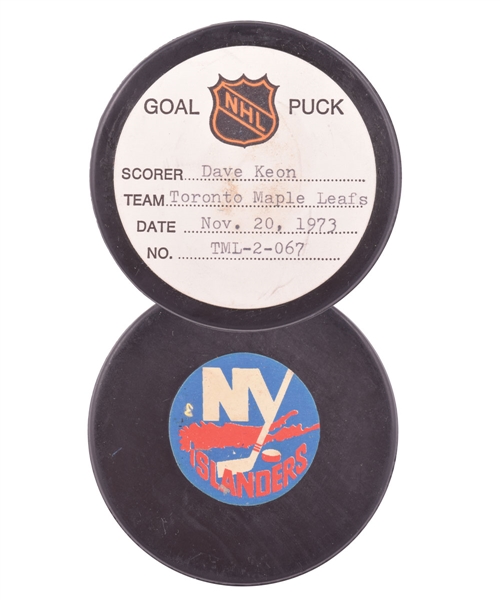 GOAL NHL PUCK
SCORER Dave Keon
TEAM Toronto Maple Leafs
DATE Nov. 20, 1973
NO. TML-2-067
NY
ISLANDERS